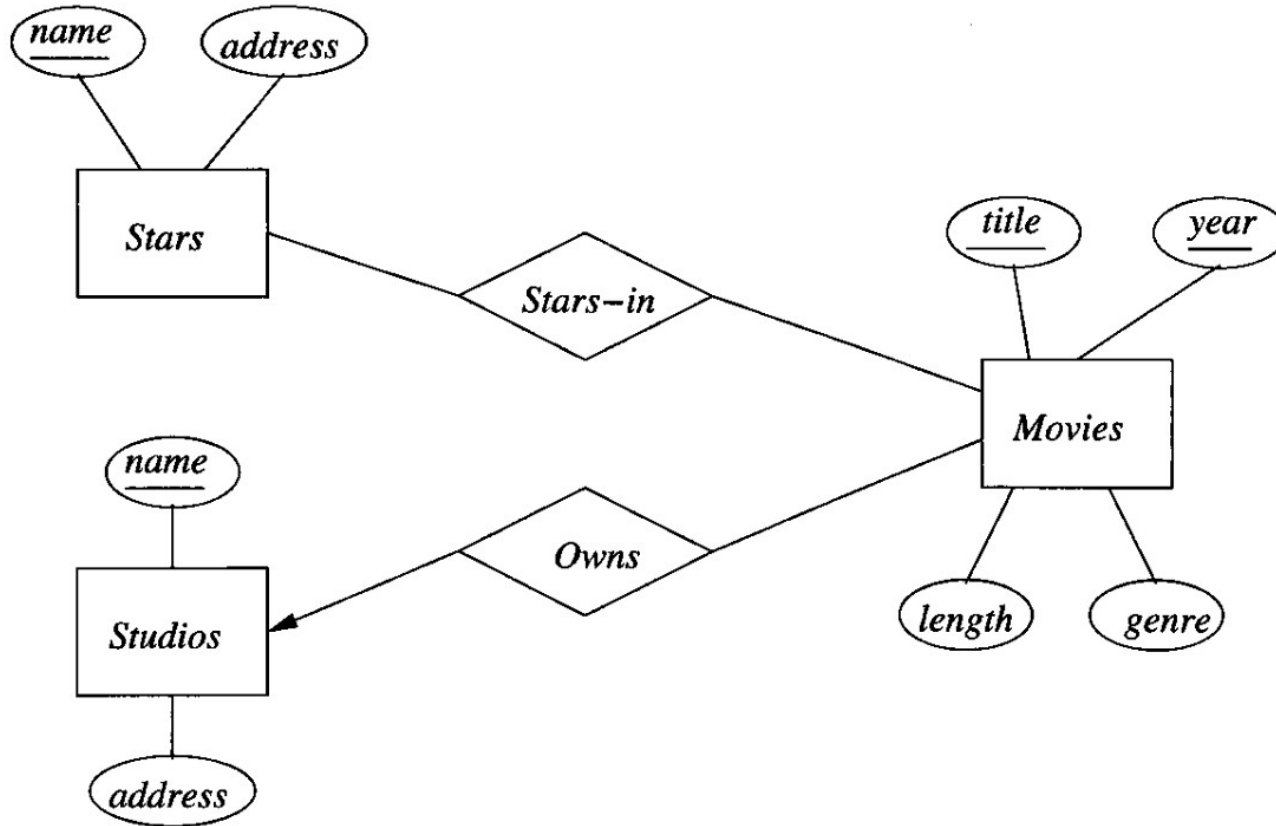 name
address
Stars
Stars-in
title
year
Movies
name
Owns
Studios
length
genre
address